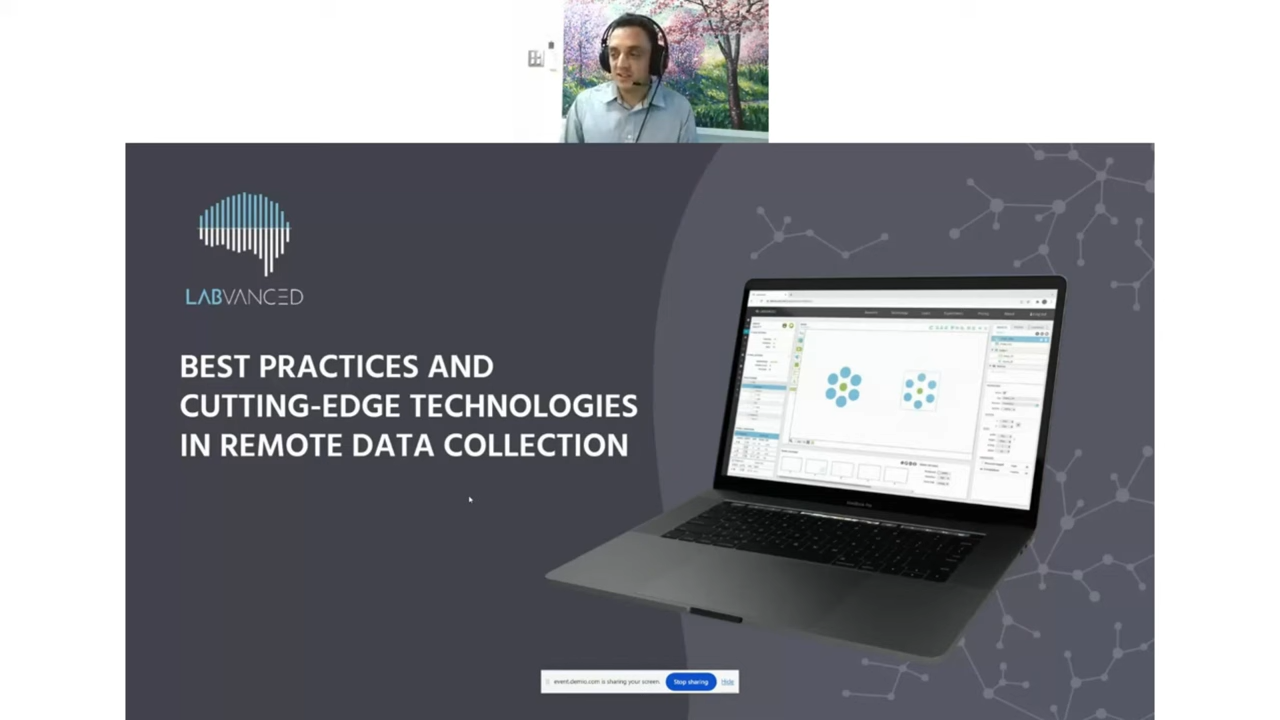 LABVANCED
BEST PRACTICES AND
CUTTING-EDGE TECHNOLOGIES
IN REMOTE DATA COLLECTION
event.demio.com is sharing your screen.
Stop sharing
Hide